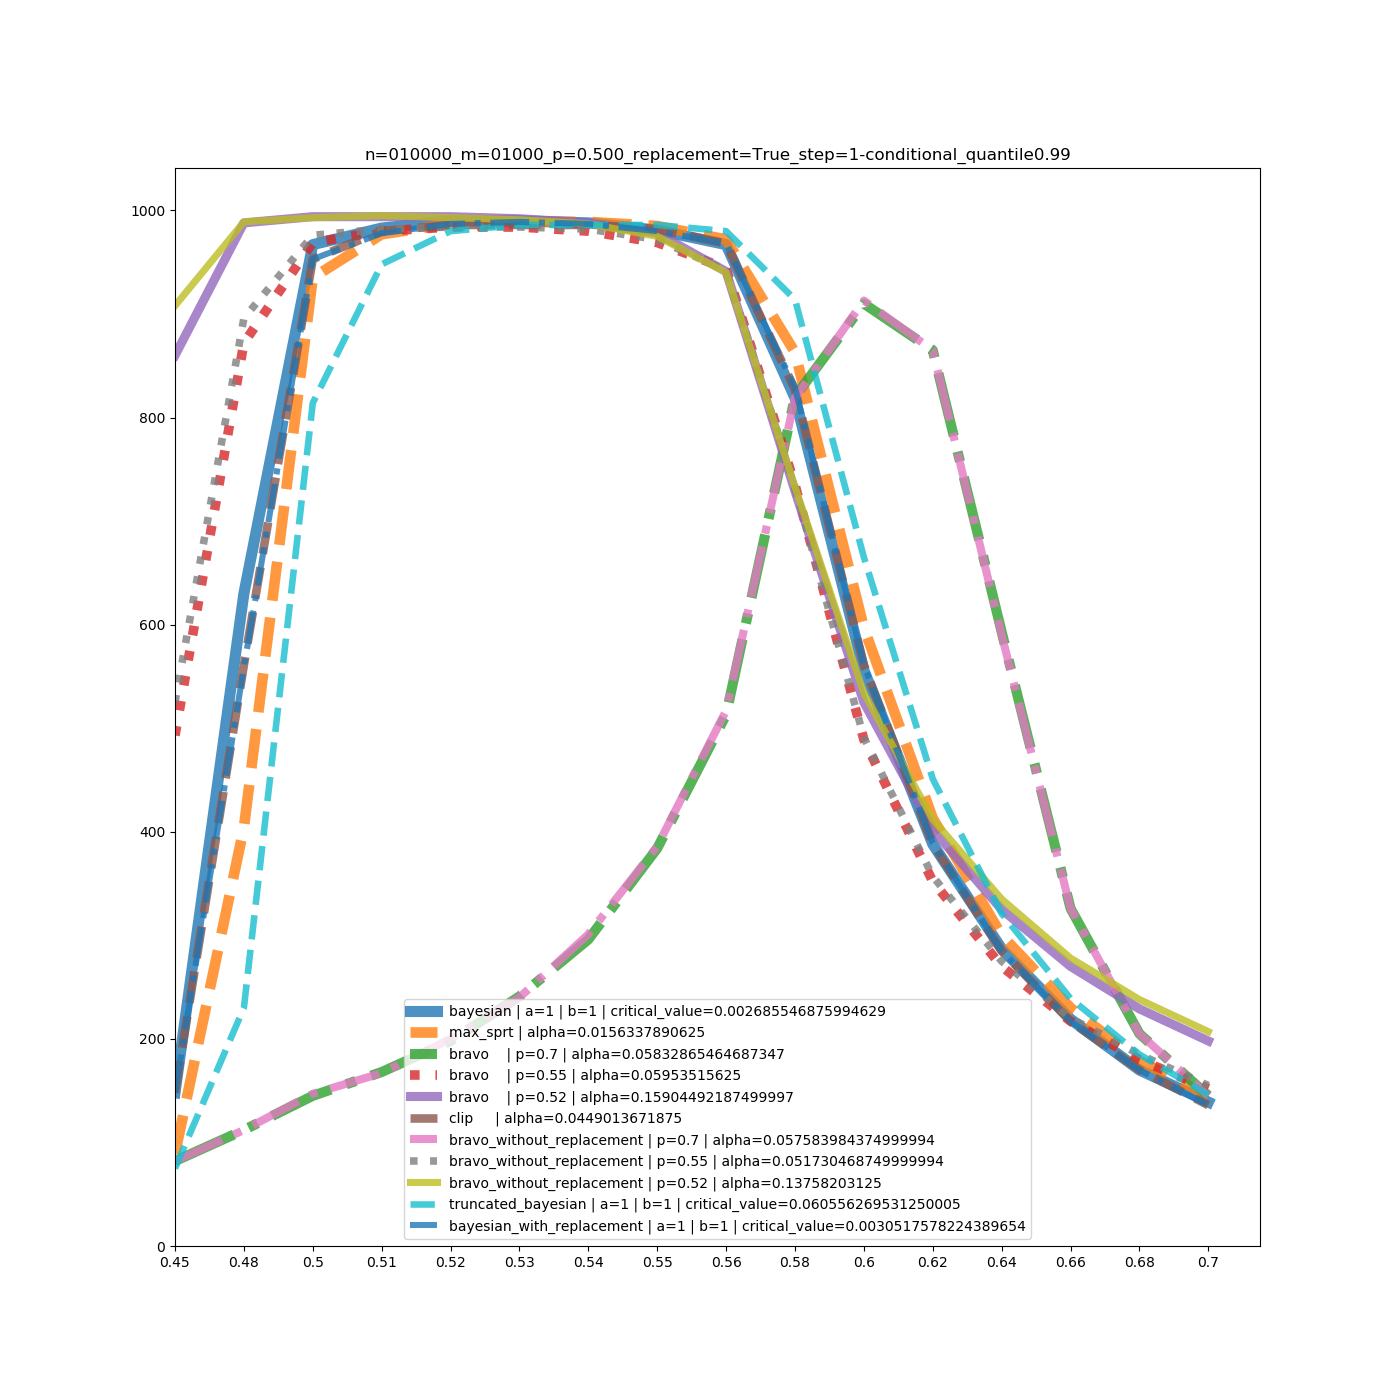 n=010000_m=01000_p=0.500_replacement=True_step=1-conditional_quantile0.99
1000
800
600
400
200
0
bayesian | a=1 | b=1 | critical_value=0.002685546875994629
max_sprt | alpha=0.0156337890625
bravo | p=0.7 | alpha=0.05832865464687347
bravo | p=0.55 | alpha=0.05953515625
bravo | p=0.52 | alpha=0.15904492187499997
clip | alpha=0.0449013671875
bravo_without_replacement | p=0.7 | alpha=0.057583984374999994
bravo_without_replacement | p=0.55 | alpha=0.051730468749999994
bravo_without_replacement | p=0.52 | alpha=0.13758203125
truncated_bayesian | a=1 | b=1 | critical_value=0.060556269531250005
bayesian_with_replacement | a=1 | b=1 | critical_value=0.0030517578224389654
0.45 0.48 0.5 0.51 0.52 0.53 0.54 0.55 0.56 0.58 0.6 0.62 0.64 0.66 0.68 0.7